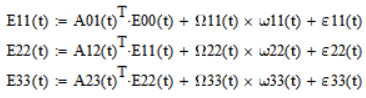 E11(t) := A01(t)ᵀ·E00(t) + Ω11(t) × ω11(t) + ε11(t)
E22(t) := A12(t)ᵀ·E11(t) + Ω22(t) × ω22(t) + ε22(t)
E33(t) := A23(t)ᵀ·E22(t) + Ω33(t) × ω33(t) + ε33(t)